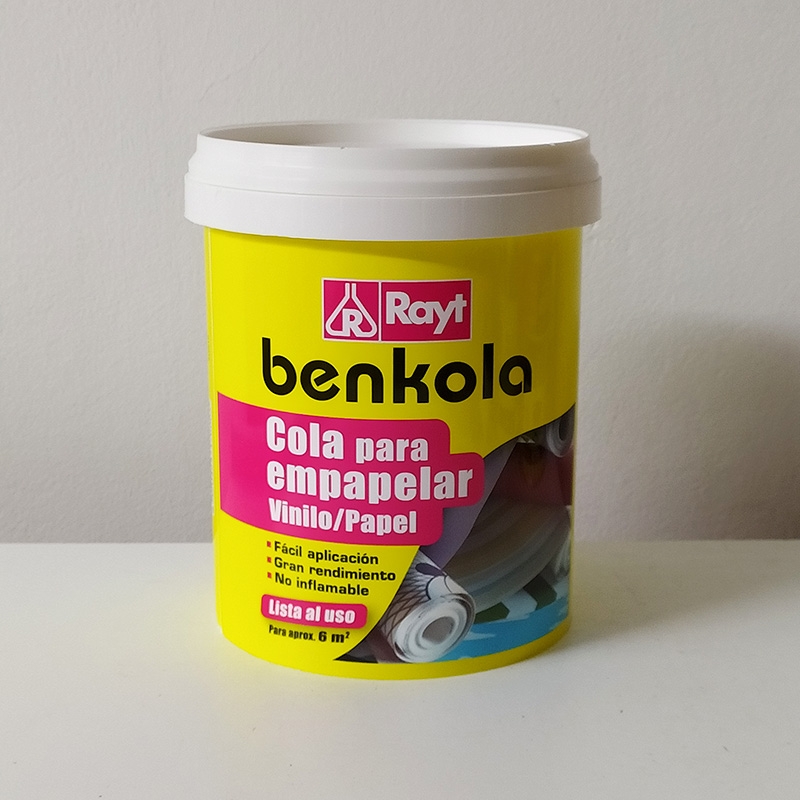 R Rayt
benkola
Cola para
empapelar
Vinilo/Papel
Fácil aplicación
Gran rendimiento
No inflamable
Lista al uso
Para aprox. 6 m²